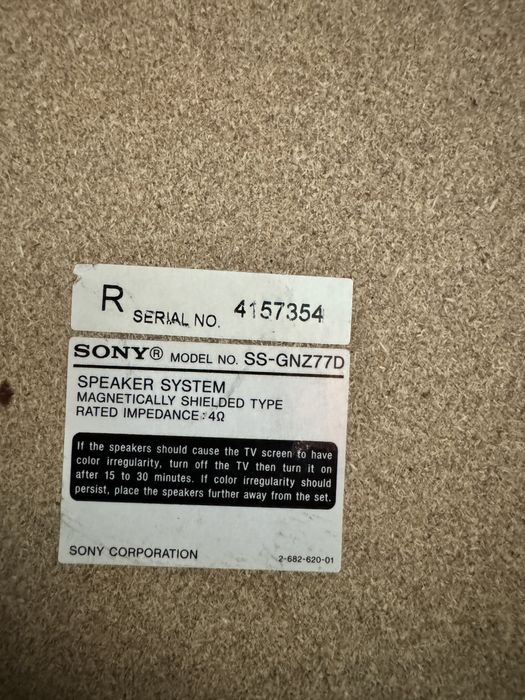 R SERIAL NO. 4157354
SONY® MODEL NO. SS-GNZ77D
SPEAKER SYSTEM
MAGNETICALLY SHIELDED TYPE
RATED IMPEDANCE : 4Ω
If the speakers should cause the TV screen to have
color irregularity, turn off the TV then turn it on
after 15 to 30 minutes. If color irregularity should
persist, place the speakers further away from the set.
SONY CORPORATION 2-682-620-01